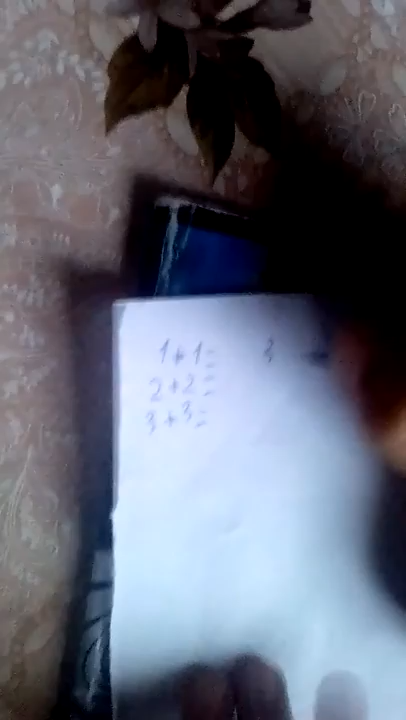 1+1=
2+2=
3+3=